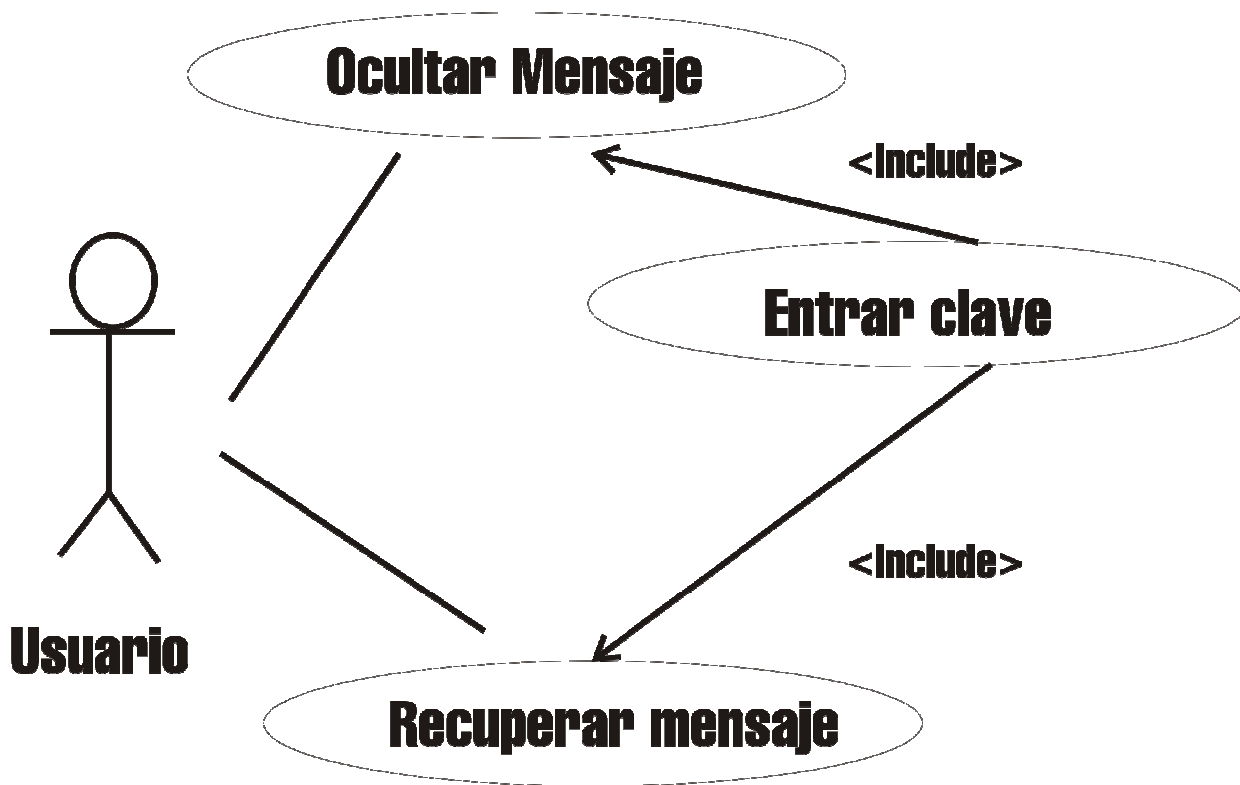 Ocultar Mensaje
<Include>
Entrar clave
<Include>
Usuario
Recuperar mensaje